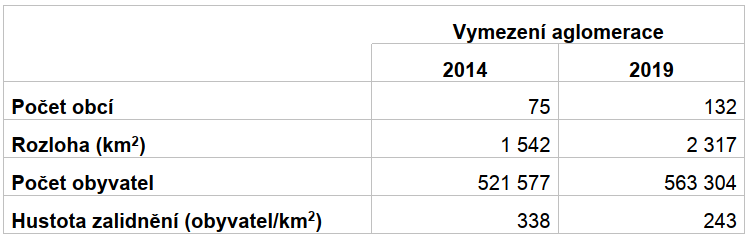 Vymezení aglomerace
2014 2019
Počet obcí 75 132
Rozloha (km²) 1 542 2 317
Počet obyvatel 521 577 563 304
Hustota zalidnění (obyvatel/km²) 338 243